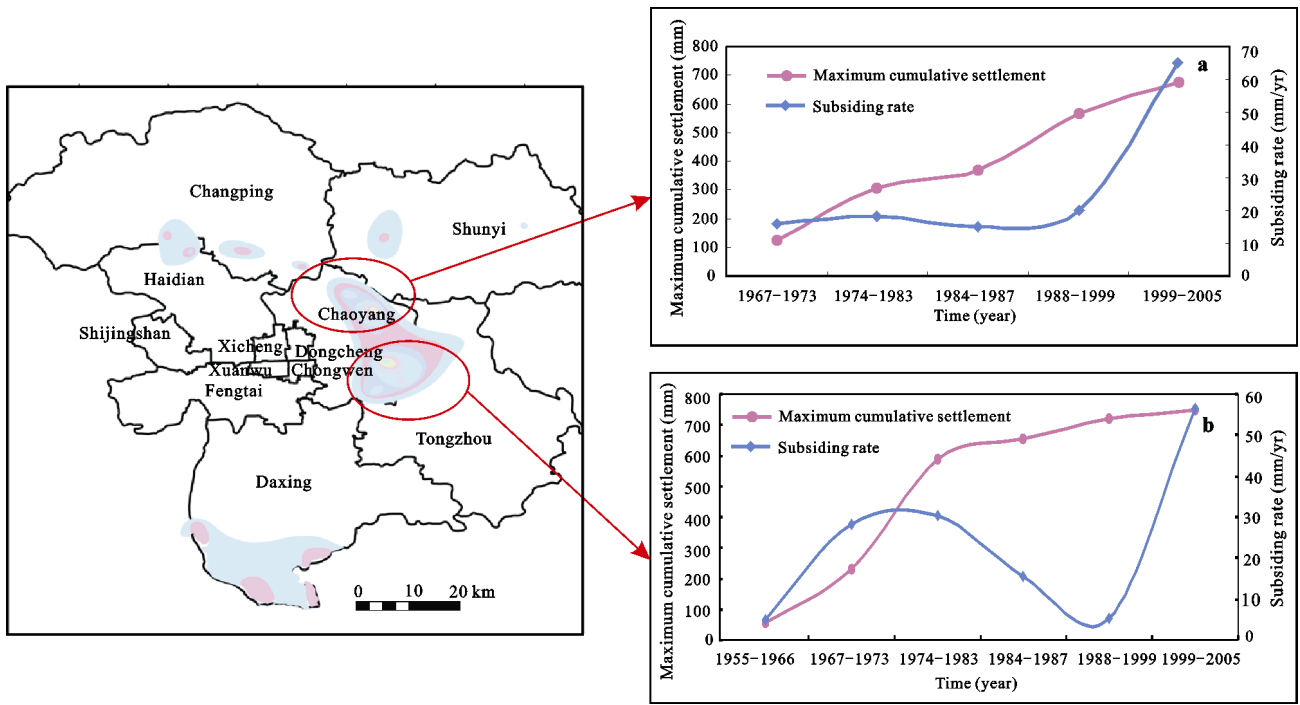 Changping
Shunyi
Haidian
Chaoyang
Shijingshan
Xicheng
Dongcheng
Xuanwu
Chongwen
Fengtai
Tongzhou
Daxing
0 10 20 km
Maximum cumulative settlement (mm)
800
700
600
500
400
300
200
100
0
Maximum cumulative settlement
Subsiding rate
a
70
60
50
40
30
20
10
0
Subsiding rate (mm/yr)
1967-1973 1974-1983 1984-1987 1988-1999 1999-2005
Time (year)
Maximum cumulative settlement (mm)
800
700
600
500
400
300
200
100
0
Maximum cumulative settlement
Subsiding rate
b
60
50
40
30
20
10
0
Subsiding rate (mm/yr)
1955-1966 1967-1973 1974-1983 1984-1987 1988-1999 1999-2005
Time (year)